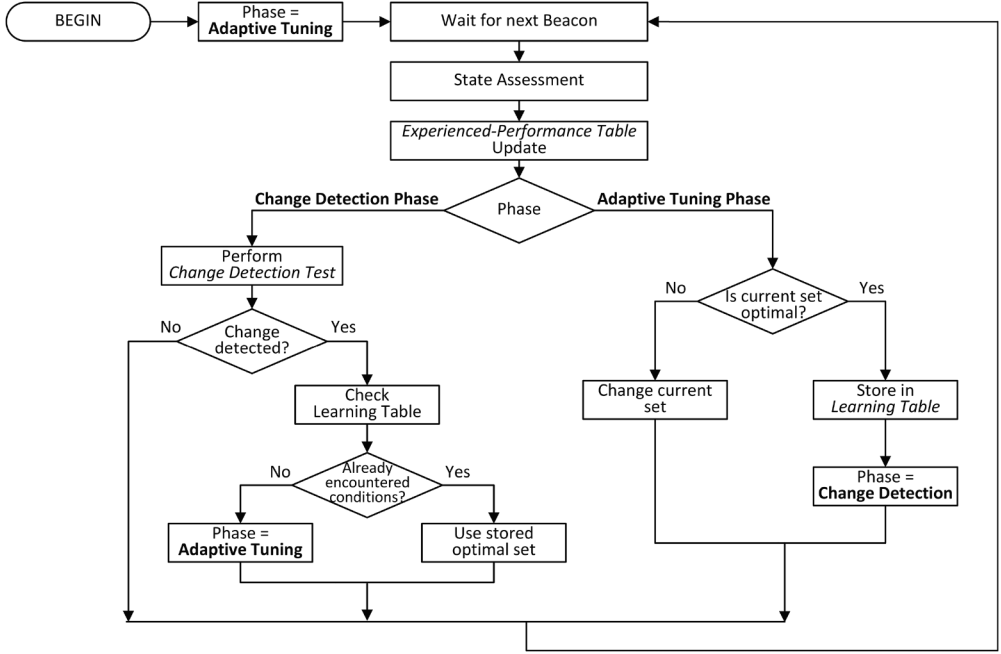 BEGIN
Phase =
Adaptive Tuning
Wait for next Beacon
State Assessment
Experienced-Performance Table
Update
Change Detection Phase
Phase
Adaptive Tuning Phase
Perform
Change Detection Test
No
Is current set
optimal?
Yes
No
Change
detected?
Yes
Check
Learning Table
Change current
set
Store in
Learning Table
No
Already
encountered
conditions?
Yes
Phase =
Change Detection
Phase =
Adaptive Tuning
Use stored
optimal set